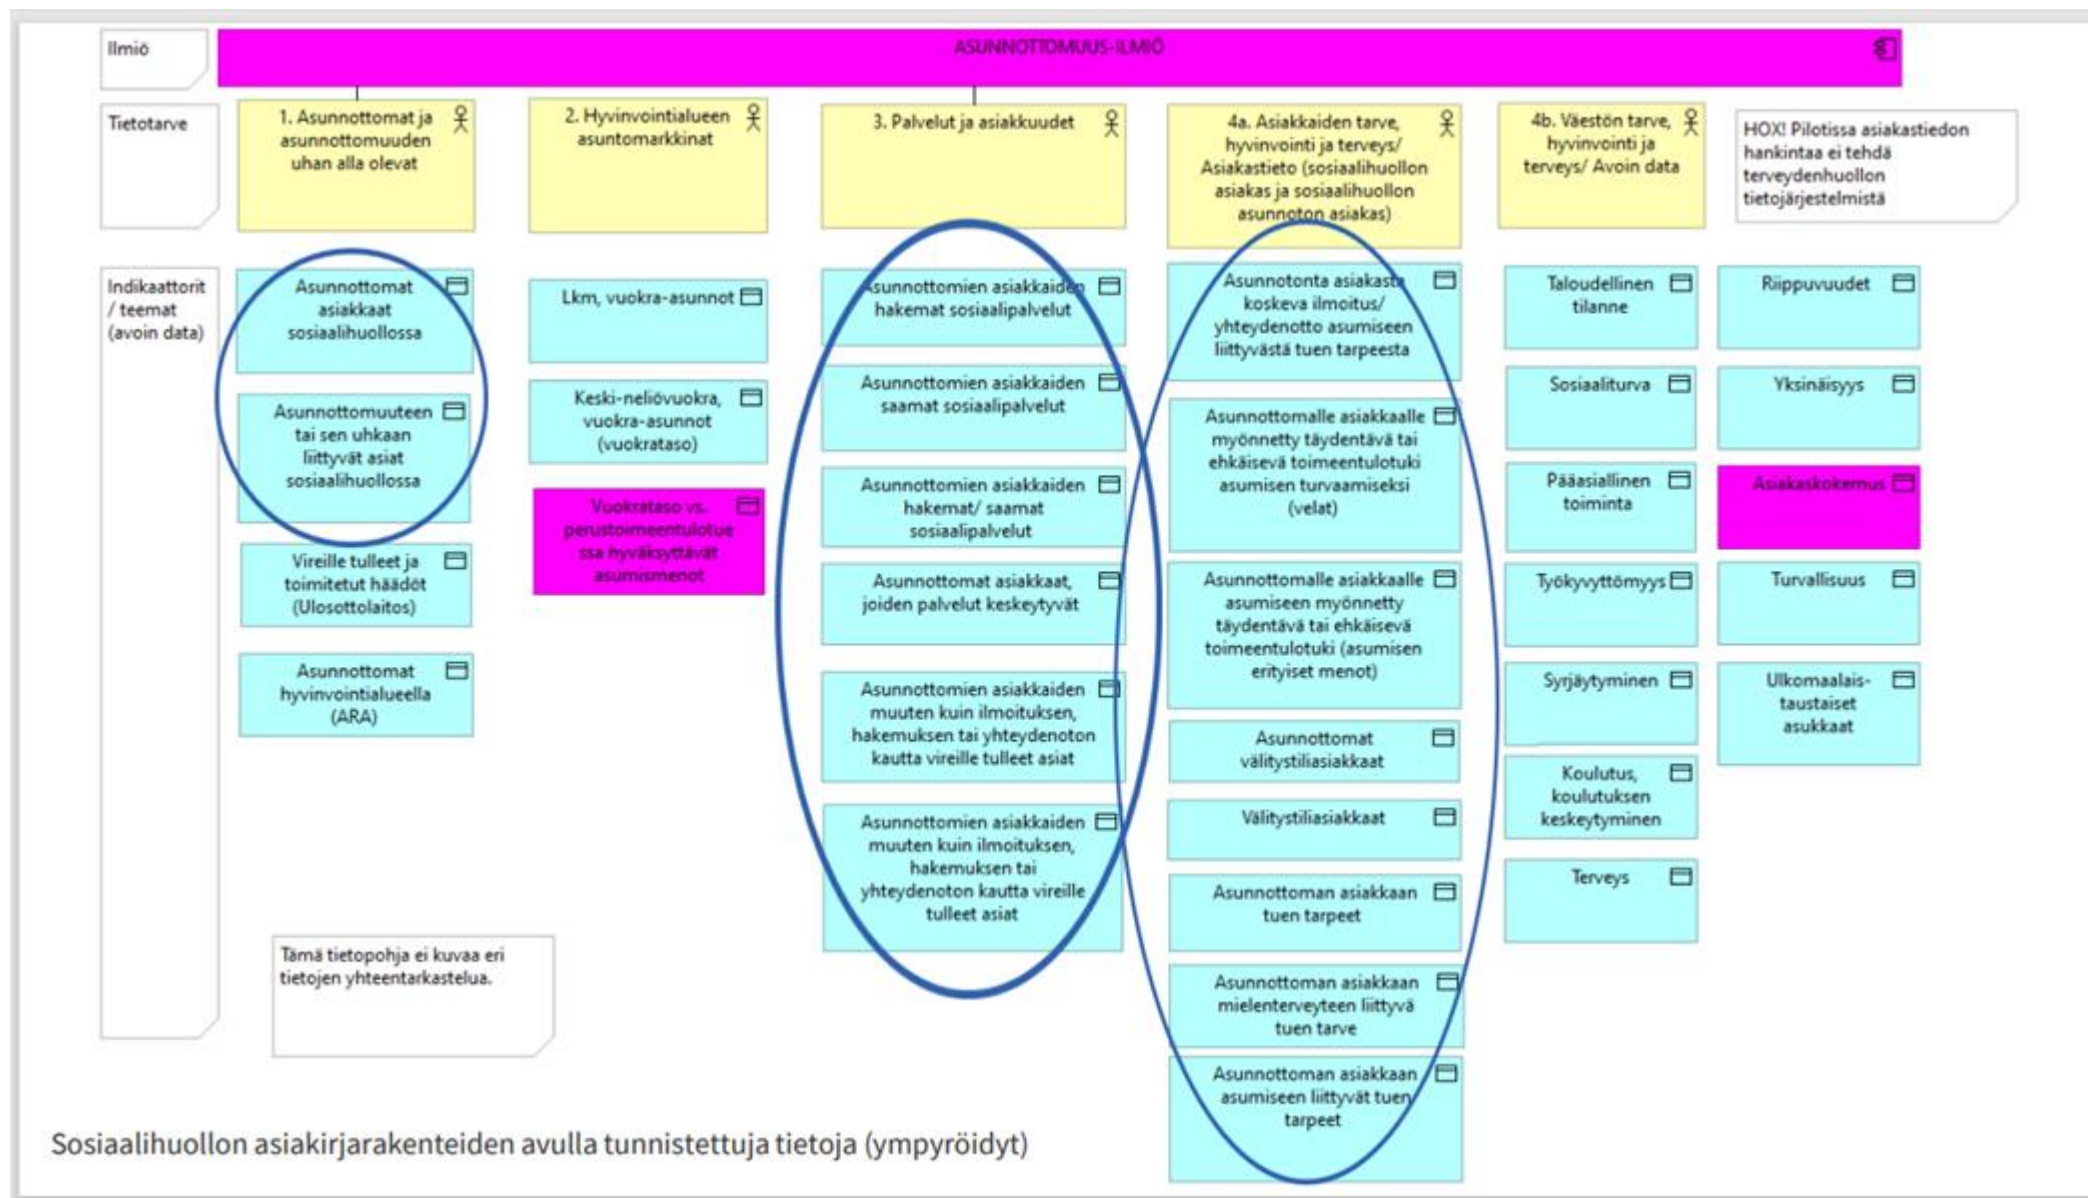 Ilmiö
ASUNNOTTOMUUS-ILMIÖ
Tietotarve
1. Asunnottomat ja
asunnottomuuden
uhan alla olevat
2. Hyvinvointialueen
asuntomarkkinat
3. Palvelut ja asiakkuudet
4a. Asiakkaiden tarve,
hyvinvointi ja terveys/
Asiakastieto (sosiaalihuollon
asiakas ja sosiaalihuollon
asunnoton asiakas)
4b. Väestön tarve,
hyvinvointi ja
terveys/ Avoin data
HOX! Pilotissa asiakastiedon
hankintaa ei tehdä
terveydenhuollon
tietojärjestelmistä
Indikaattorit
/ teemat
(avoin data)
Asunnottomat
asiakkaat
sosiaalihuollossa
Asunnottomuuteen
tai sen uhkaan
liittyvät asiat
sosiaalihuollossa
Vireille tulleet ja
toimitetut häädöt
(Ulosottolaitos)
Asunnottomat
hyvinvointialueella
(ARA)
Lkm, vuokra-asunnot
Keski-neliövuokra,
vuokra-asunnot
(vuokrataso)
Vuokrataso vs.
perustoimeentulotue
ssa hyväksyttävät
asumismenot
Asunnottomien asiakkaiden
hakemat sosiaalipalvelut
Asunnottomien asiakkaiden
saamat sosiaalipalvelut
Asunnottomien asiakkaiden
hakemat/ saamat
sosiaalipalvelut
Asunnottomat asiakkaat,
joiden palvelut keskeytyvät
Asunnottomien asiakkaiden
muuten kuin ilmoituksen,
hakemuksen tai yhteydenoton
kautta vireille tulleet asiat
Asunnottomien asiakkaiden
muuten kuin ilmoituksen,
hakemuksen tai
yhteydenoton kautta vireille
tulleet asiat
Asunnotonta asiakasta
koskeva ilmoitus/
yhteydenotto asumiseen
liittyvästä tuen tarpeesta
Asunnottomalle asiakkaalle
myönnetty täydentävä tai
ehkäisevä toimeentulotuki
asumisen turvaamiseksi
(velat)
Asunnottomalle asiakkaalle
asumiseen myönnetty
täydentävä tai ehkäisevä
toimeentulotuki (asumisen
erityiset menot)
Asunnottomat
välitystiliasiakkaat
Välitystiliasiakkaat
Asunnottoman asiakkaan
tuen tarpeet
Asunnottoman asiakkaan
mielenterveyteen liittyvä
tuen tarve
Asunnottoman asiakkaan
asumiseen liittyvät tuen
tarpeet
Taloudellinen
tilanne
Sosiaaliturva
Pääasiallinen
toiminta
Työkyvyttömyys
Syrjäytyminen
Koulutus,
koulutuksen
keskeytyminen
Terveys
Riippuvuudet
Yksinäisyys
Asiakaskokemus
Turvallisuus
Ulkomaalais-
taustaiset
asukkaat
Tämä tietopohja ei kuvaa eri
tietojen yhteentarkastelua.
Sosiaalihuollon asiakirjarakenteiden avulla tunnistettuja tietoja (ympyröidyt)